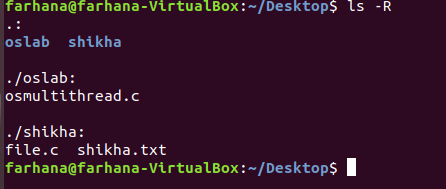 farhana@farhana-VirtualBox:~/Desktop$ ls -R
.:
oslab  shikha

./oslab:
osmultithread.c

./shikha:
file.c  shikha.txt
farhana@farhana-VirtualBox:~/Desktop$